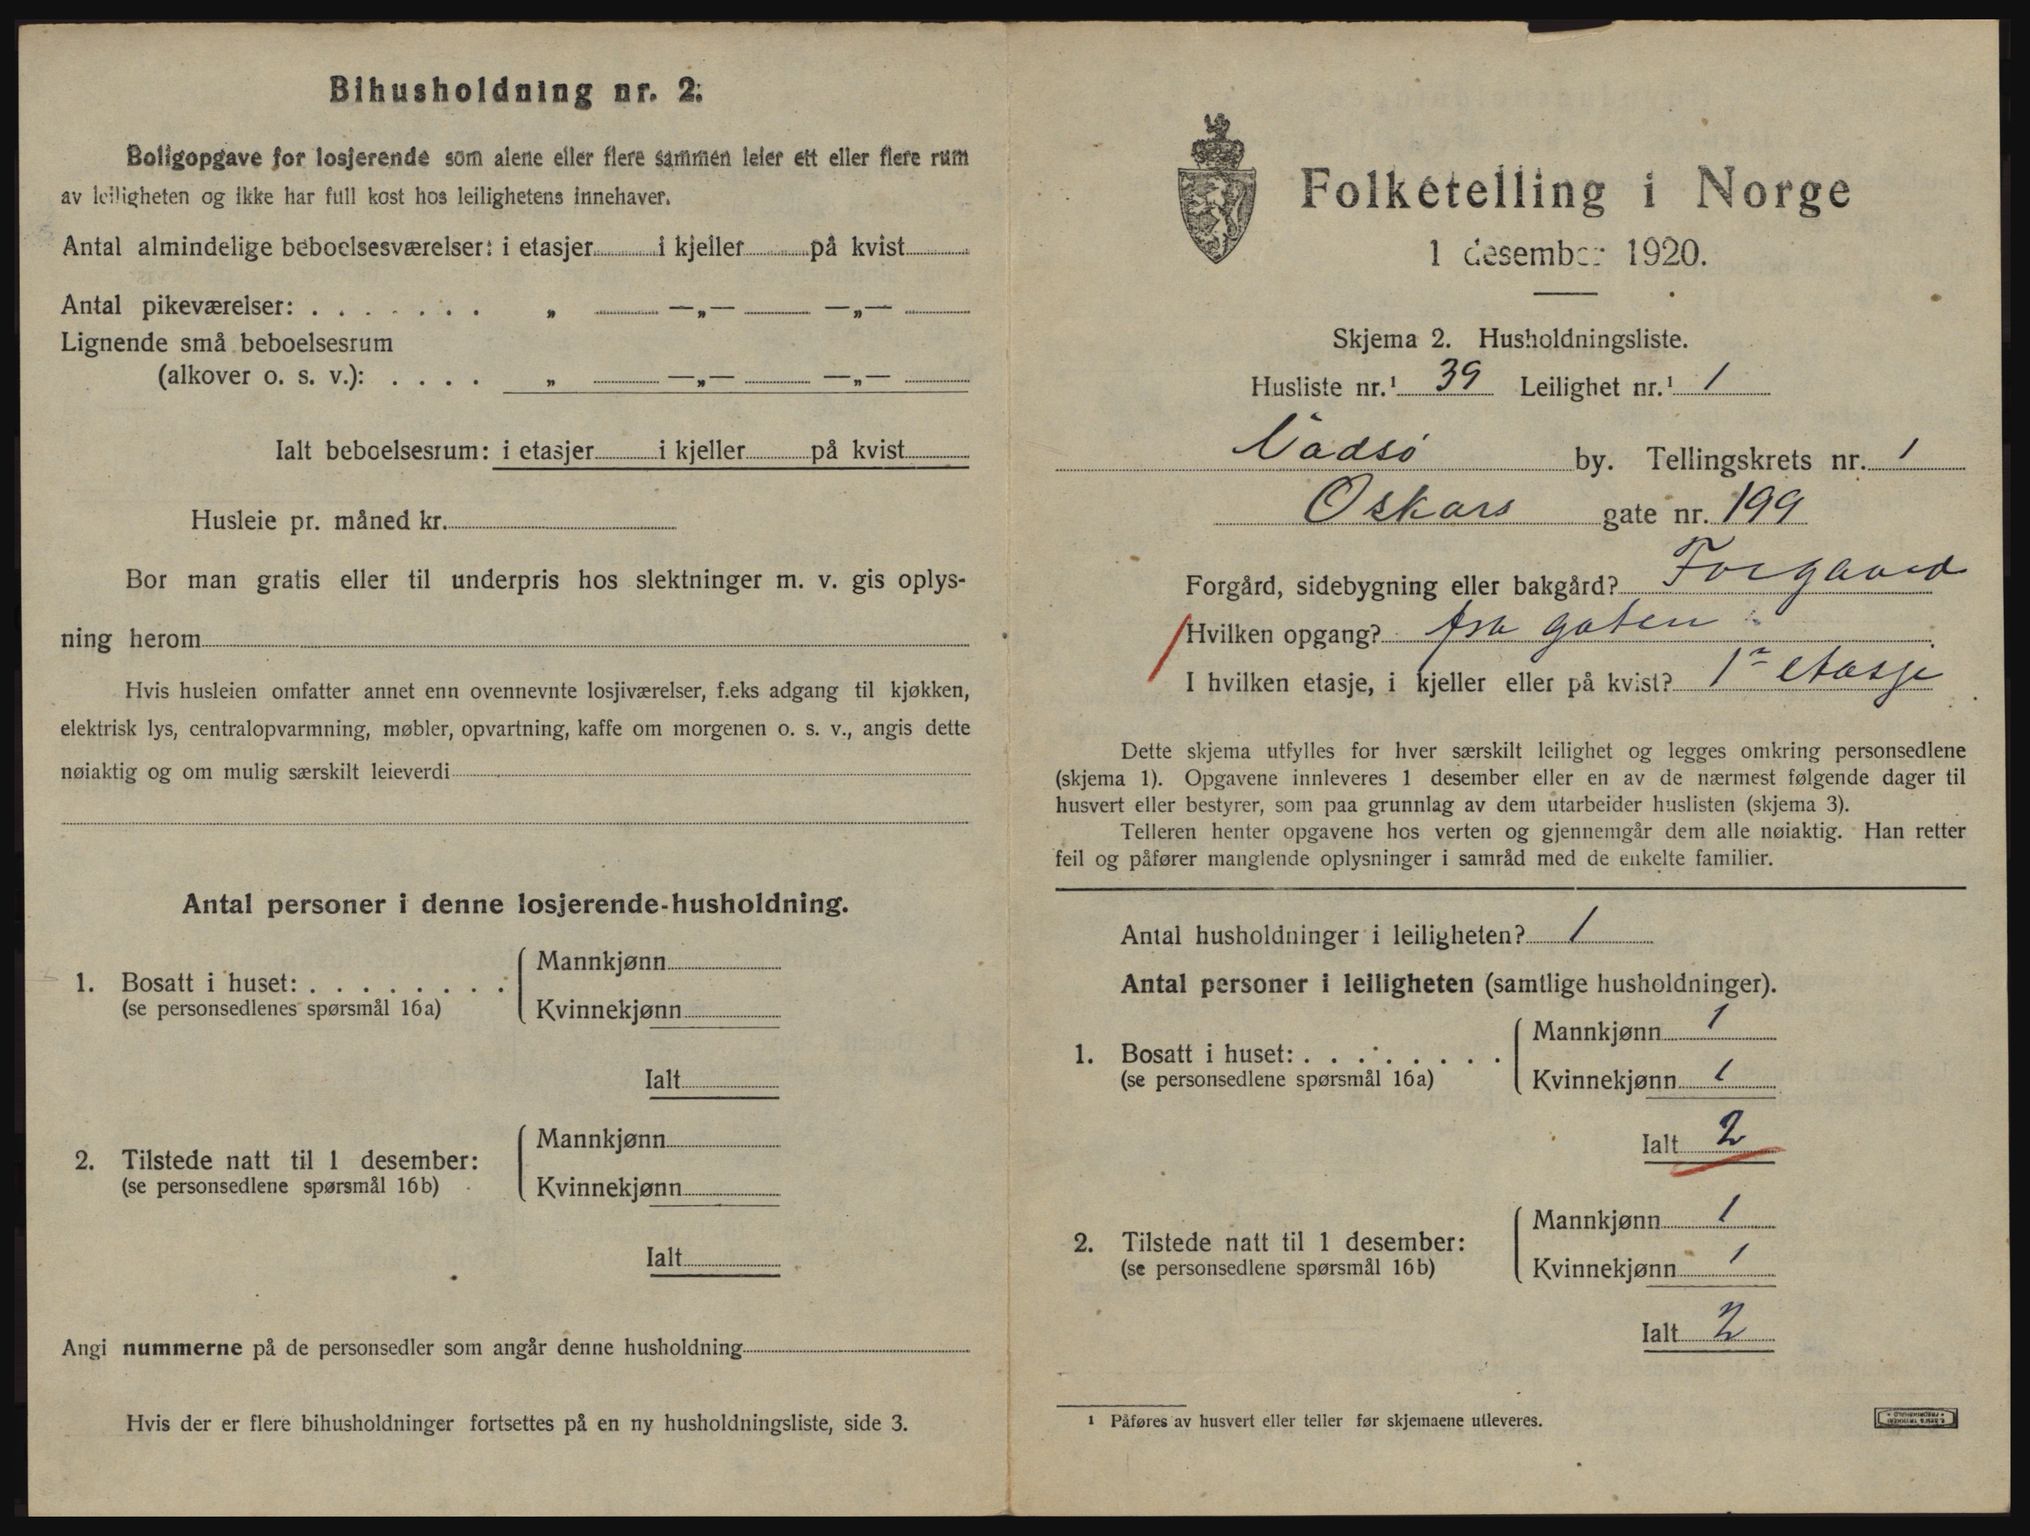 Bihusholdning nr. 2.
Boligopgave for losjerende som alene eller flere sammen leier ett eller flere rum
av leiligheten og ikke har full kost hos leilighetens innehaver.
Antal almindelige beboelsesværelser: i etasjer i kjeller på kvist
Antal pikeværelser: . . . . . . . „ —„— —„—
Lignende små beboelsesrum
(alkover o. s. v.): . . . . „ —„— —„—
Ialt beboelsesrum: i etasjer i kjeller på kvist
Husleie pr. måned kr.
Bor man gratis eller til underpris hos slektninger m. v. gis oplys-
ning herom
Hvis husleien omfatter annet enn ovennevnte losjiværelser, f.eks adgang til kjøkken,
elektrisk lys, centralopvarmning, møbler, opvartning, kaffe om morgenen o. s. v., angis dette
nøiaktig og om mulig særskilt leieverdi
Antal personer i denne losjerende-husholdning.
1. Bosatt i huset: . . . . . . . .
(se personsedlenes spørsmål 16a)
Mannkjønn
Kvinnekjønn
Ialt
2. Tilstede natt til 1 desember:
(se personsedlene spørsmål 16b)
Mannkjønn
Kvinnekjønn
Ialt
Angi nummerne på de personsedler som angår denne husholdning
Hvis der er flere bihusholdninger fortsettes på en ny husholdningsliste, side 3.
Folketelling i Norge
1 desember 1920.
Skjema 2. Husholdningsliste.
Husliste nr.¹ 39 Leilighet nr.¹ 1
Vadsø by. Tellingskrets nr. 1
Oskars gate nr. 199
Forgård, sidebygning eller bakgård? Forgaard
Hvilken opgang? fra gaten
I hvilken etasje, i kjeller eller på kvist? 1ᵉ etasje
Dette skjema utfylles for hver særskilt leilighet og legges omkring personsedlene
(skjema 1). Opgavene innleveres 1 desember eller en av de nærmest følgende dager til
husvert eller bestyrer, som paa grunnlag av dem utarbeider huslisten (skjema 3).
Telleren henter opgavene hos verten og gjennemgår dem alle nøiaktig. Han retter
feil og påfører manglende oplysninger i samråd med de enkelte familier.
Antal husholdninger i leiligheten? 1
Antal personer i leiligheten (samtlige husholdninger).
1. Bosatt i huset: . . . . . . . .
(se personsedlene spørsmål 16a)
Mannkjønn 1
Kvinnekjønn 1
Ialt 2
2. Tilstede natt til 1 desember:
(se personsedlene spørsmål 16b)
Mannkjønn 1
Kvinnekjønn 1
Ialt 2
¹ Påføres av husvert eller teller før skjemaene utleveres.